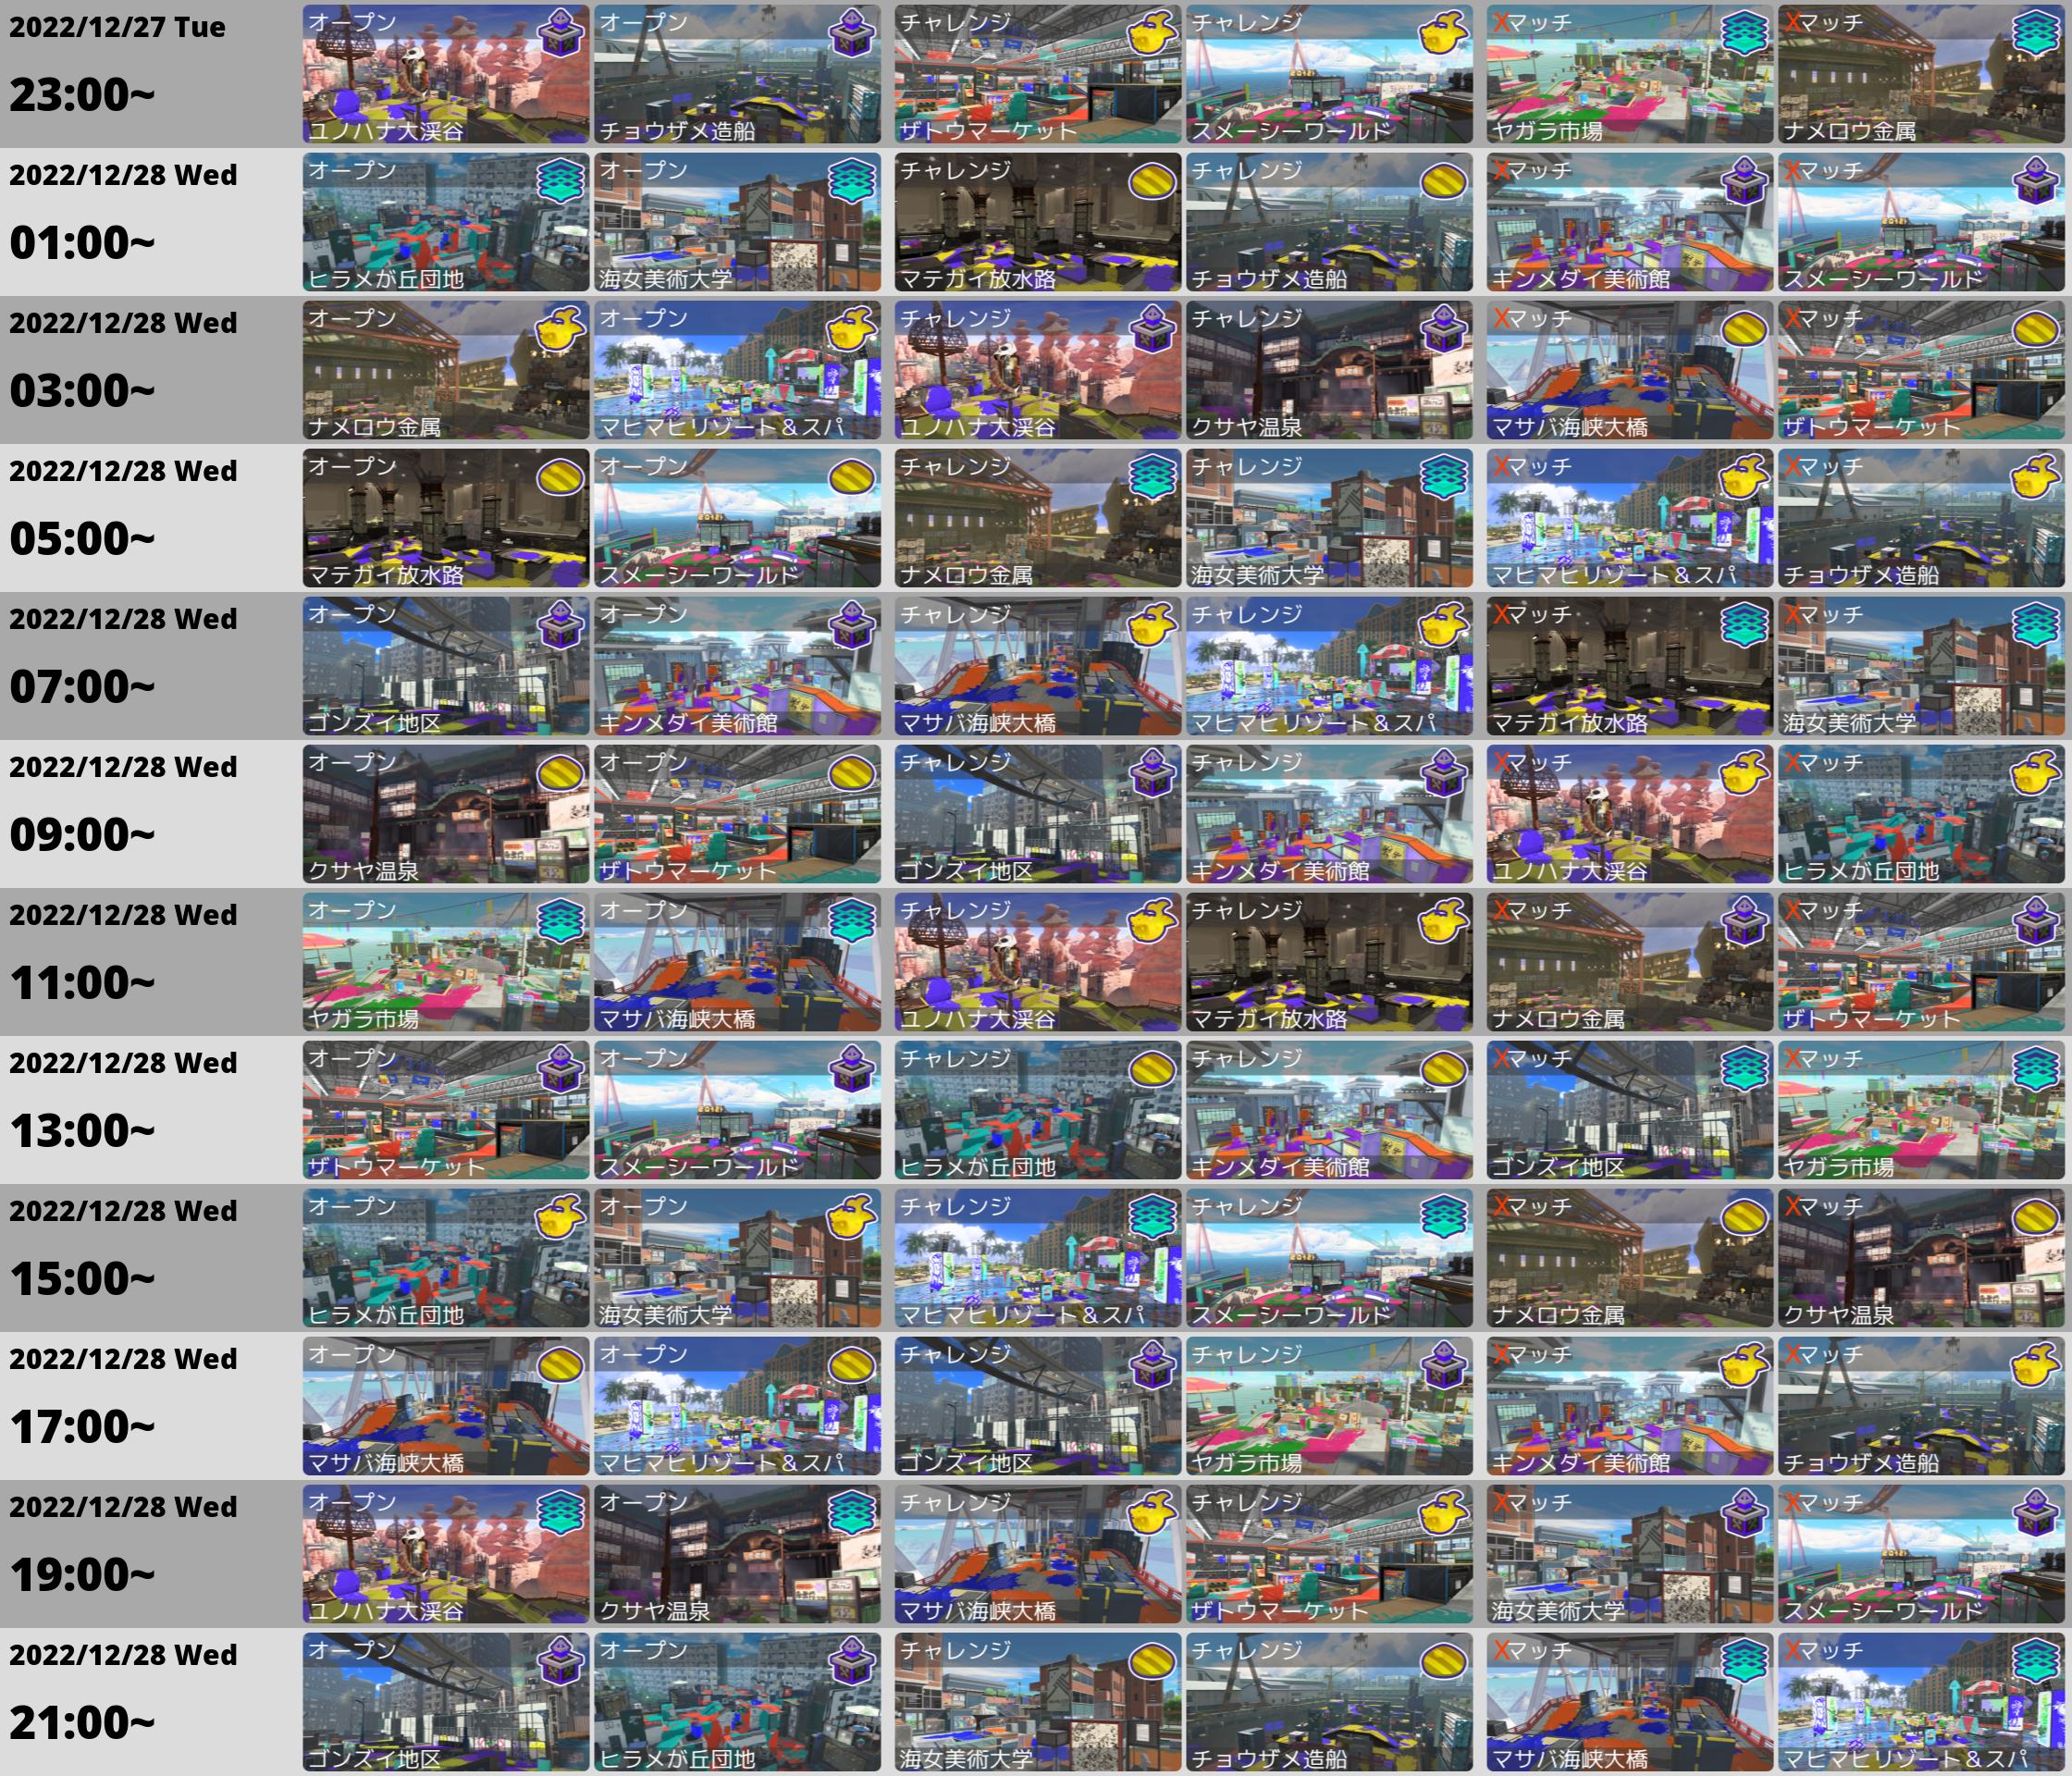 2022/12/27 Tue
23:00~
オープン オープン チャレンジ チャレンジ Xマッチ Xマッチ
ユノハナ大渓谷 チョウザメ造船 ザトウマーケット スメーシーワールド ヤガラ市場 ナメロウ金属
2022/12/28 Wed
01:00~
オープン オープン チャレンジ チャレンジ Xマッチ Xマッチ
ヒラメが丘団地 海女美術大学 マテガイ放水路 チョウザメ造船 キンメダイ美術館 スメーシーワールド
2022/12/28 Wed
03:00~
オープン オープン チャレンジ チャレンジ Xマッチ Xマッチ
ナメロウ金属 マヒマヒリゾート&スパ ユノハナ大渓谷 クサヤ温泉 マサバ海峡大橋 ザトウマーケット
2022/12/28 Wed
05:00~
オープン オープン チャレンジ チャレンジ Xマッチ Xマッチ
マテガイ放水路 スメーシーワールド ナメロウ金属 海女美術大学 マヒマヒリゾート&スパ チョウザメ造船
2022/12/28 Wed
07:00~
オープン オープン チャレンジ チャレンジ Xマッチ Xマッチ
ゴンズイ地区 キンメダイ美術館 マサバ海峡大橋 マヒマヒリゾート&スパ マテガイ放水路 海女美術大学
2022/12/28 Wed
09:00~
オープン オープン チャレンジ チャレンジ Xマッチ Xマッチ
クサヤ温泉 ザトウマーケット ゴンズイ地区 キンメダイ美術館 ユノハナ大渓谷 ヒラメが丘団地
2022/12/28 Wed
11:00~
オープン オープン チャレンジ チャレンジ Xマッチ Xマッチ
ヤガラ市場 マサバ海峡大橋 ユノハナ大渓谷 マテガイ放水路 ナメロウ金属 ザトウマーケット
2022/12/28 Wed
13:00~
オープン オープン チャレンジ チャレンジ Xマッチ Xマッチ
ザトウマーケット スメーシーワールド ヒラメが丘団地 キンメダイ美術館 ゴンズイ地区 ヤガラ市場
2022/12/28 Wed
15:00~
オープン オープン チャレンジ チャレンジ Xマッチ Xマッチ
ヒラメが丘団地 海女美術大学 マヒマヒリゾート&スパ スメーシーワールド ナメロウ金属 クサヤ温泉
2022/12/28 Wed
17:00~
オープン オープン チャレンジ チャレンジ Xマッチ Xマッチ
マサバ海峡大橋 マヒマヒリゾート&スパ ゴンズイ地区 ヤガラ市場 キンメダイ美術館 チョウザメ造船
2022/12/28 Wed
19:00~
オープン オープン チャレンジ チャレンジ Xマッチ Xマッチ
ユノハナ大渓谷 クサヤ温泉 マサバ海峡大橋 ザトウマーケット 海女美術大学 スメーシーワールド
2022/12/28 Wed
21:00~
オープン オープン チャレンジ チャレンジ Xマッチ Xマッチ
ゴンズイ地区 ヒラメが丘団地 海女美術大学 チョウザメ造船 マサバ海峡大橋 マヒマヒリゾート&スパ